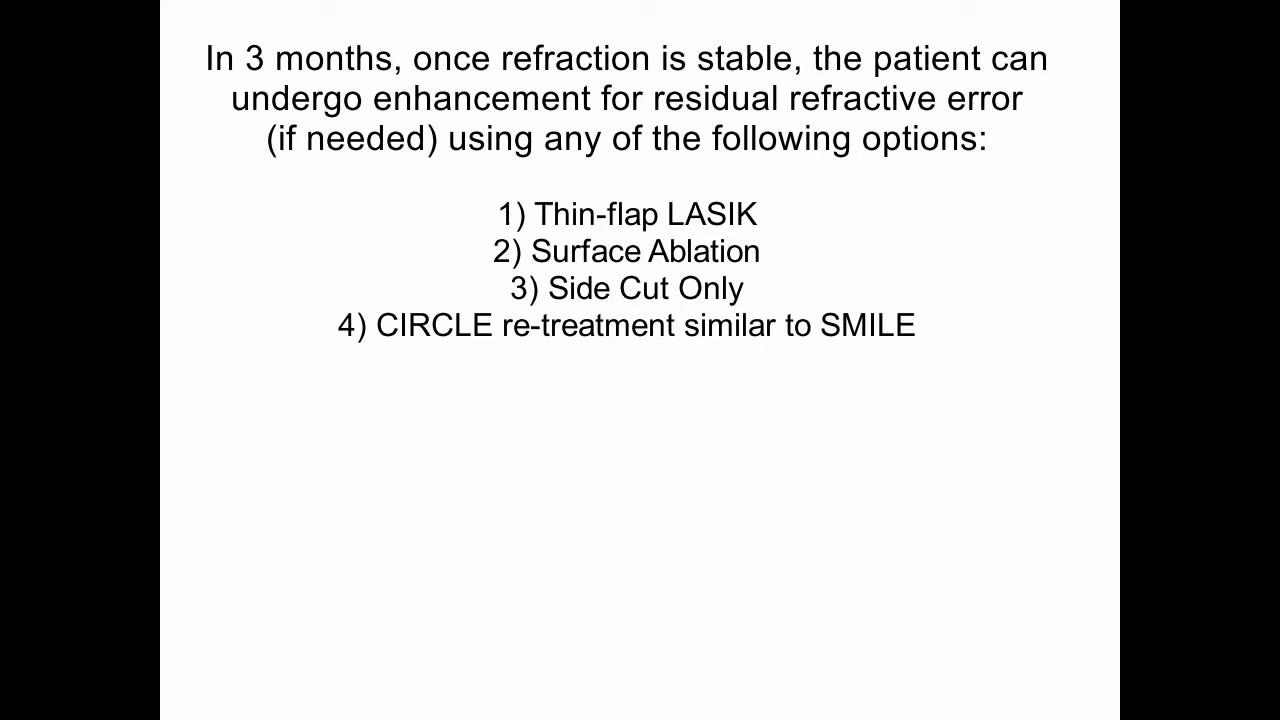 In 3 months, once refraction is stable, the patient can
undergo enhancement for residual refractive error
(if needed) using any of the following options:
1) Thin-flap LASIK
2) Surface Ablation
3) Side Cut Only
4) CIRCLE re-treatment similar to SMILE